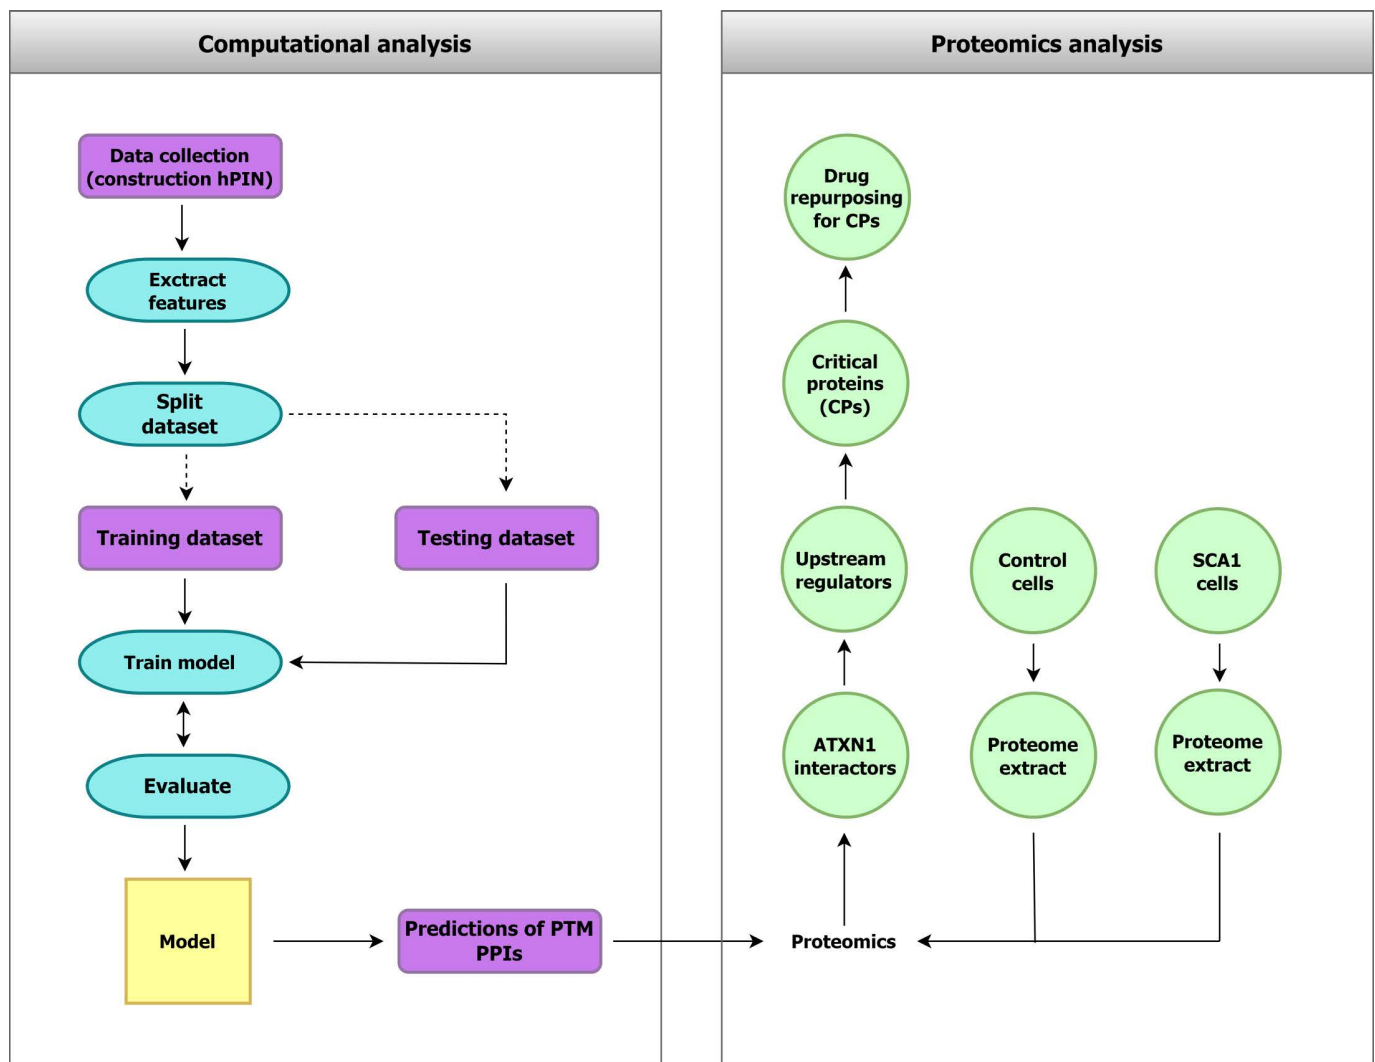 Computational analysis
Data collection
(construction hPIN)
Exctract
features
Split
dataset
Training dataset
Testing dataset
Train model
Evaluate
Model
Predictions of PTM
PPIs
Proteomics analysis
Drug
repurposing
for CPs
Critical
proteins
(CPs)
Upstream
regulators
Control
cells
SCA1
cells
ATXN1
interactors
Proteome
extract
Proteome
extract
Proteomics